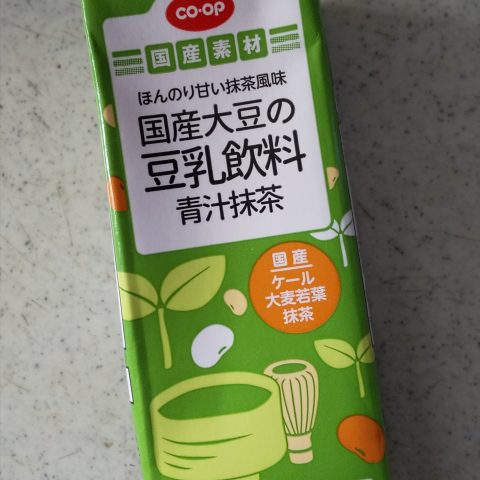 co·op
国産素材
ほんのり甘い抹茶風味
国産大豆の
豆乳飲料
青汁抹茶
国産
ケール
大麦若葉
抹茶